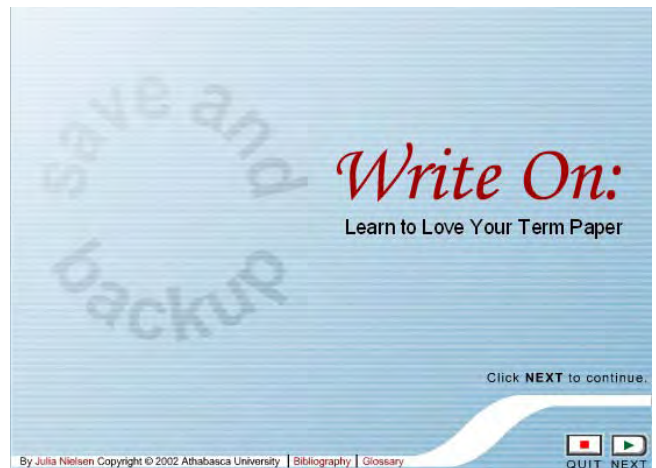 save and
backup
Write On:
Learn to Love Your Term Paper
Click NEXT to continue.
By Julia Nielsen Copyright © 2002 Athabasca University | Bibliography | Glossary
QUIT NEXT